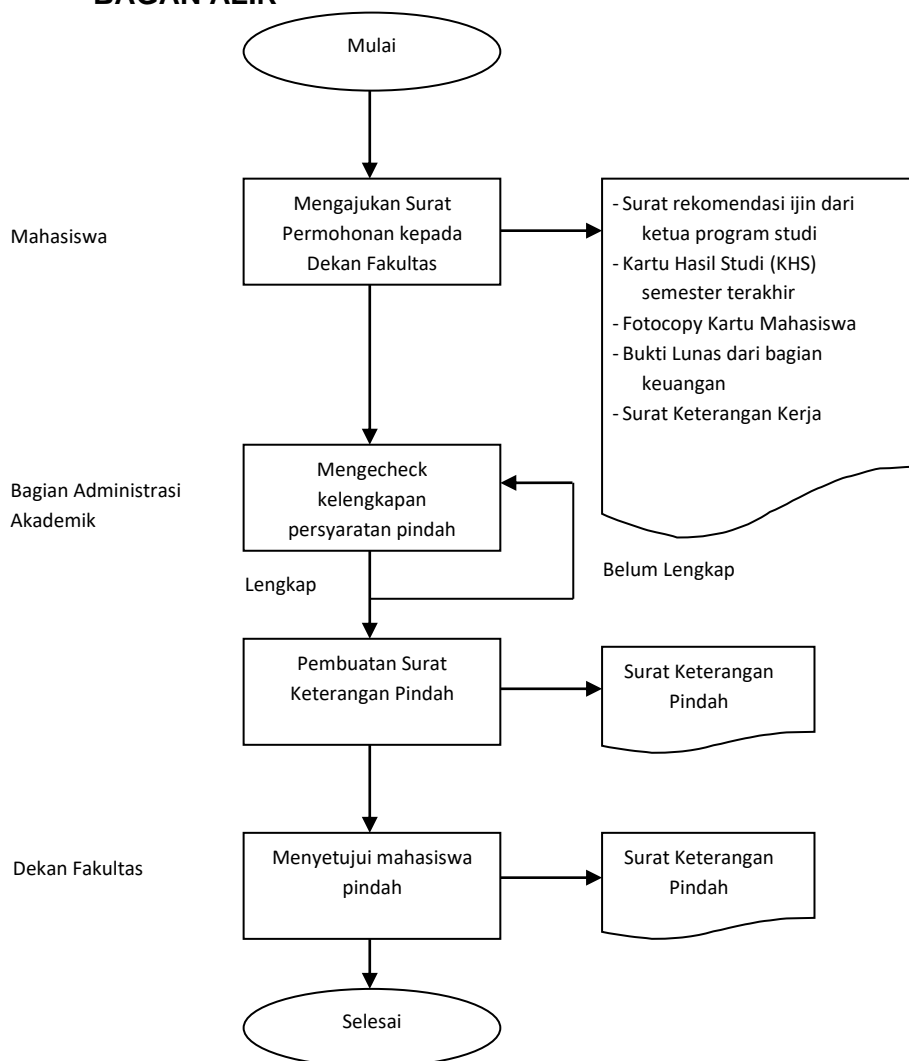 BAGAN ALIR
Mulai
Mahasiswa
Mengajukan Surat
Permohonan kepada
Dekan Fakultas
- Surat rekomendasi ijin dari
ketua program studi
- Kartu Hasil Studi (KHS)
semester terakhir
- Fotocopy Kartu Mahasiswa
- Bukti Lunas dari bagian
keuangan
- Surat Keterangan Kerja
Bagian Administrasi
Akademik
Mengecheck
kelengkapan
persyaratan pindah
Lengkap
Belum Lengkap
Pembuatan Surat
Keterangan Pindah
Surat Keterangan
Pindah
Dekan Fakultas
Menyetujui mahasiswa
pindah
Surat Keterangan
Pindah
Selesai